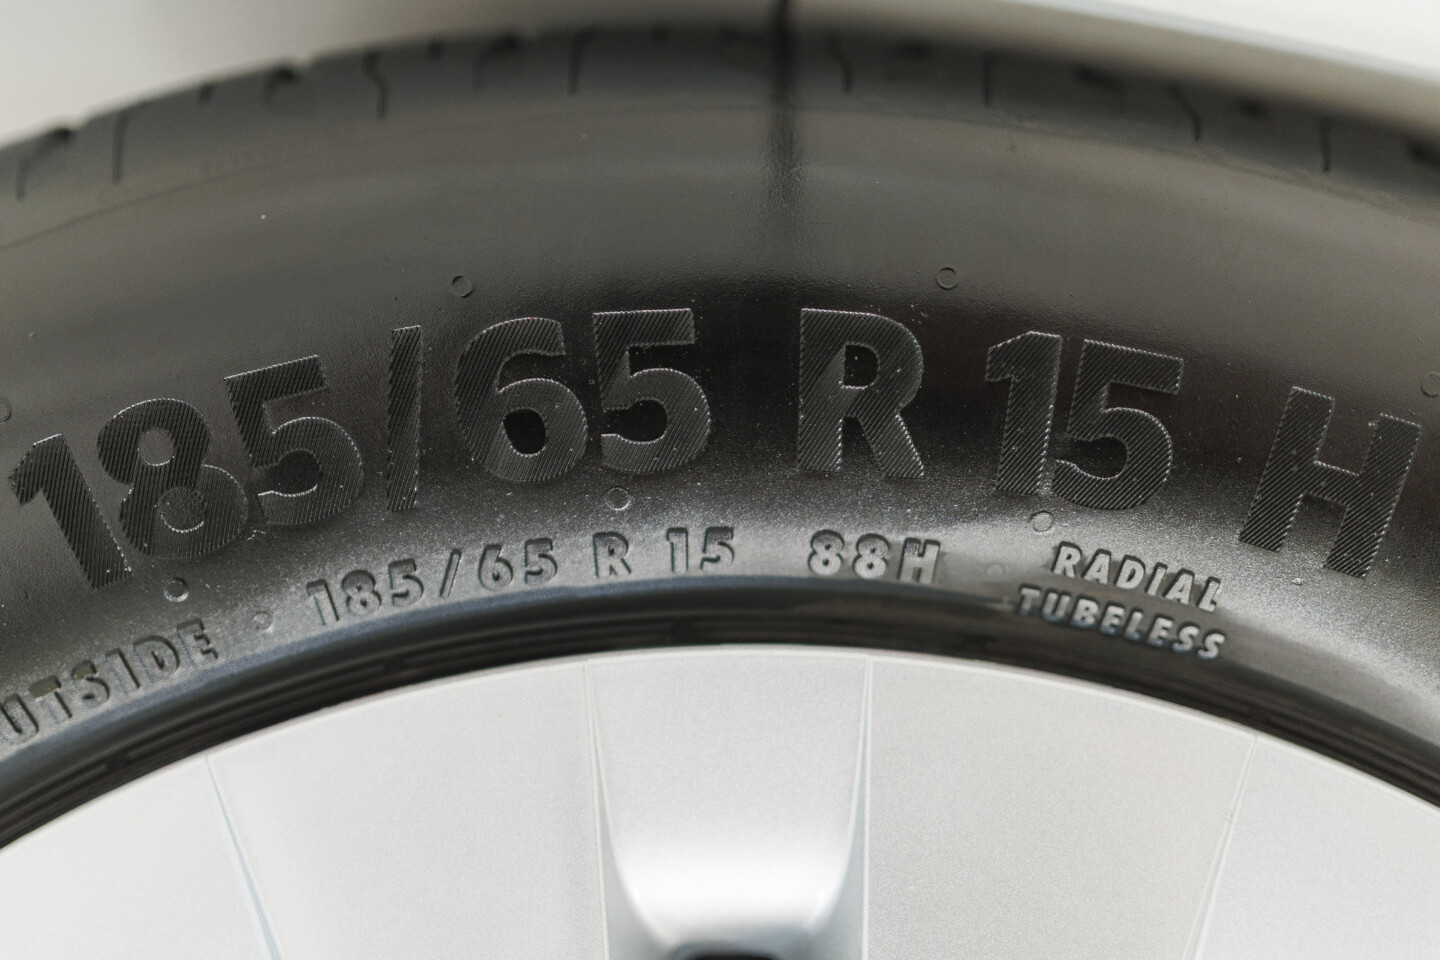 185/65 R 15 H
UTSIDE 185/65 R 15 88H RADIAL
TUBELESS